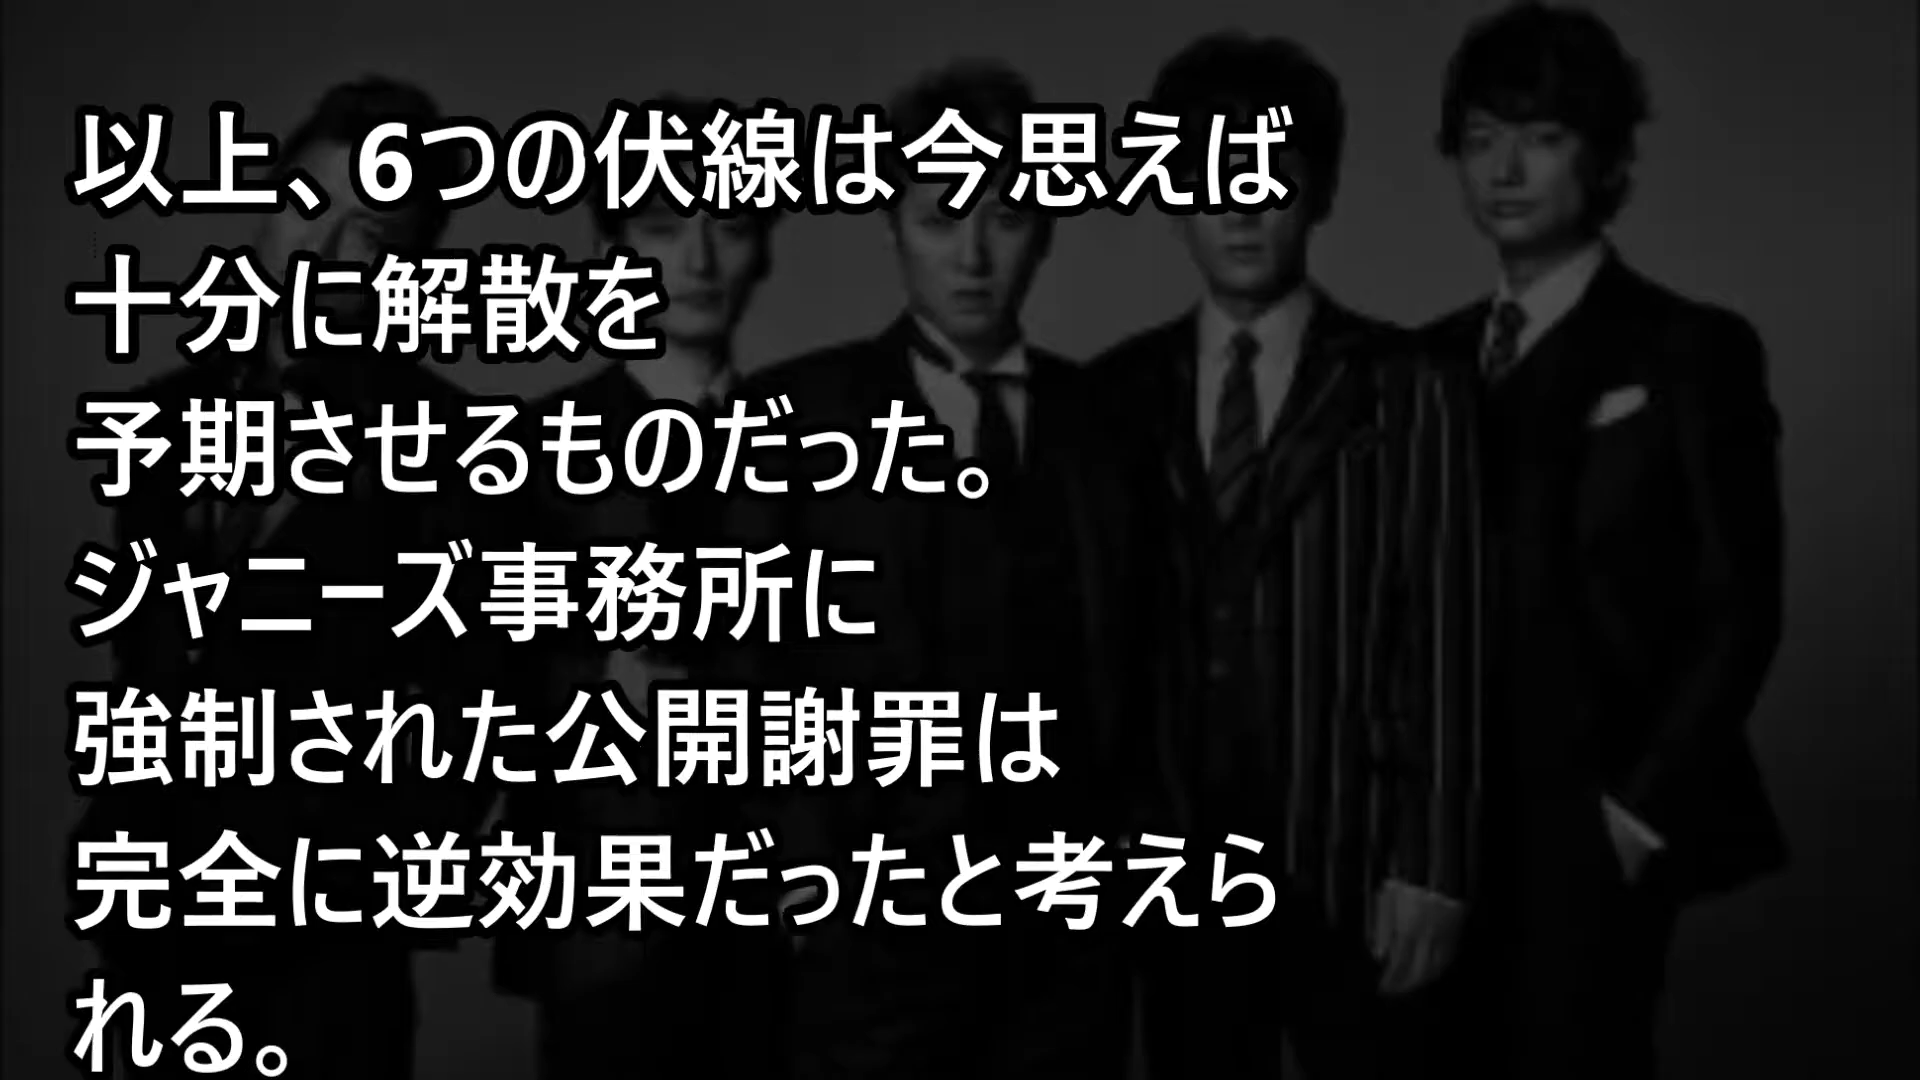 以上、6つの伏線は今思えば
十分に解散を
予期させるものだった。
ジャニーズ事務所に
強制された公開謝罪は
完全に逆効果だったと考えら
れる。